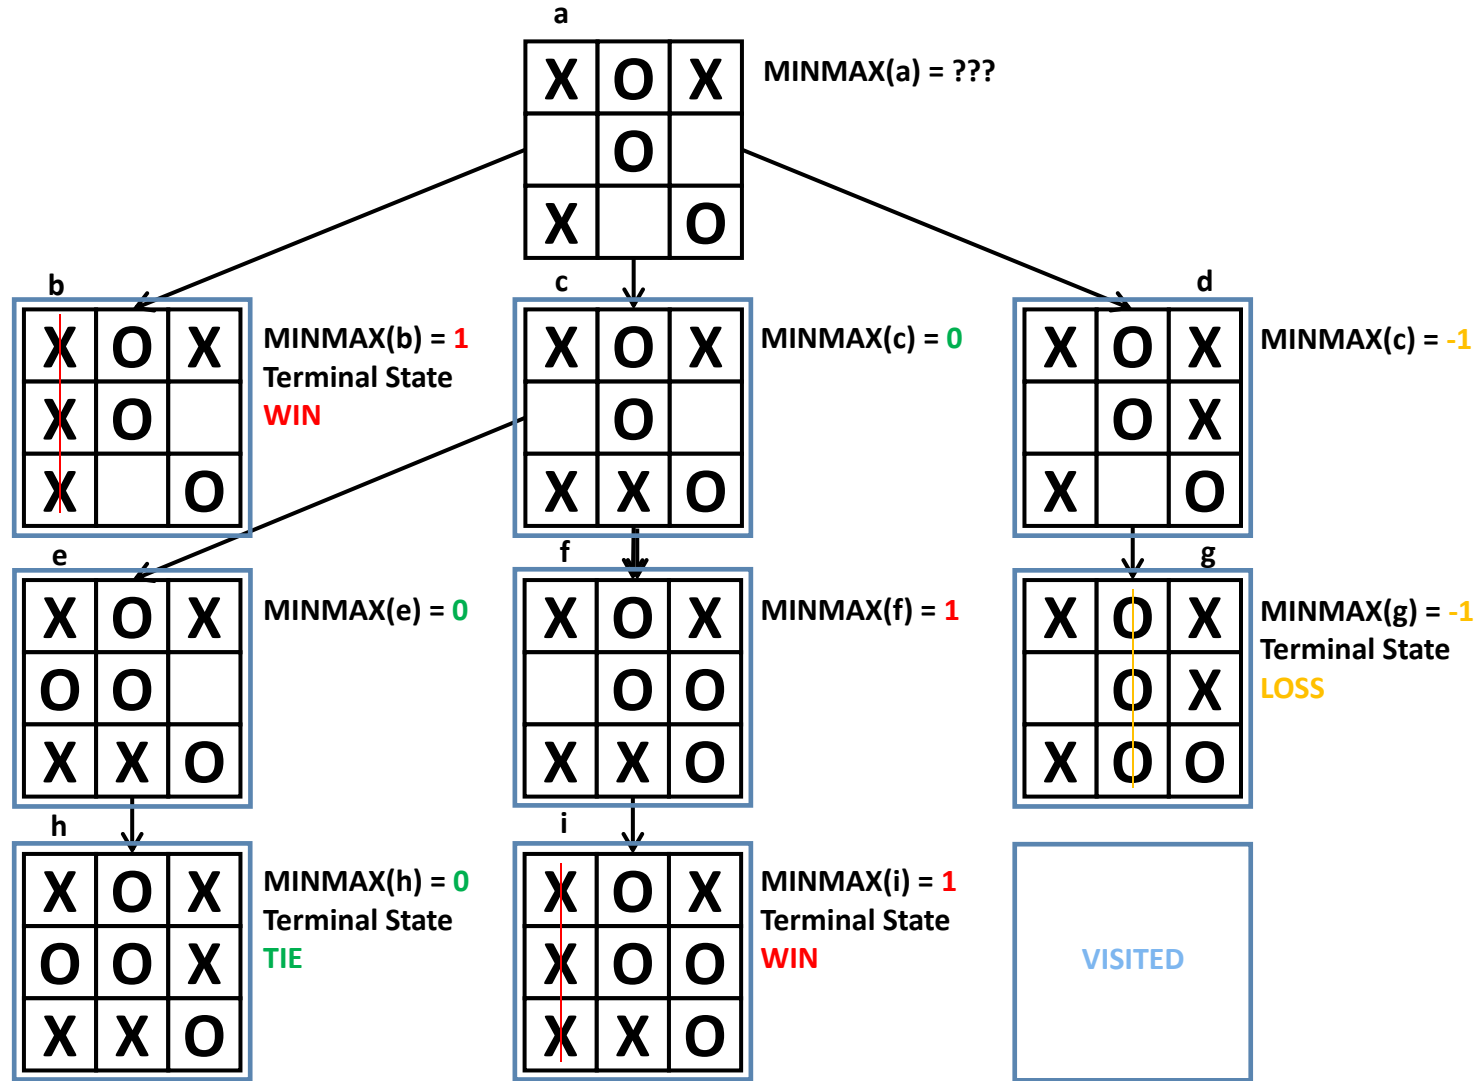 a
X O X
MINMAX(a) = ???
O
X O
b
c
d
X O X
MINMAX(b) = 1
X O X
MINMAX(c) = 0
X O X
MINMAX(c) = -1
Terminal State
X O
WIN
O
O X
X O
X X O
X O
e
f
g
X O X
MINMAX(e) = 0
X O X
MINMAX(f) = 1
X O X
MINMAX(g) = -1
Terminal State
O O
O O
O X
LOSS
X X O
X X O
X O O
h
i
X O X
MINMAX(h) = 0
X O X
MINMAX(i) = 1
Terminal State
Terminal State
O O X
TIE
X O O
WIN
VISITED
X X O
X X O